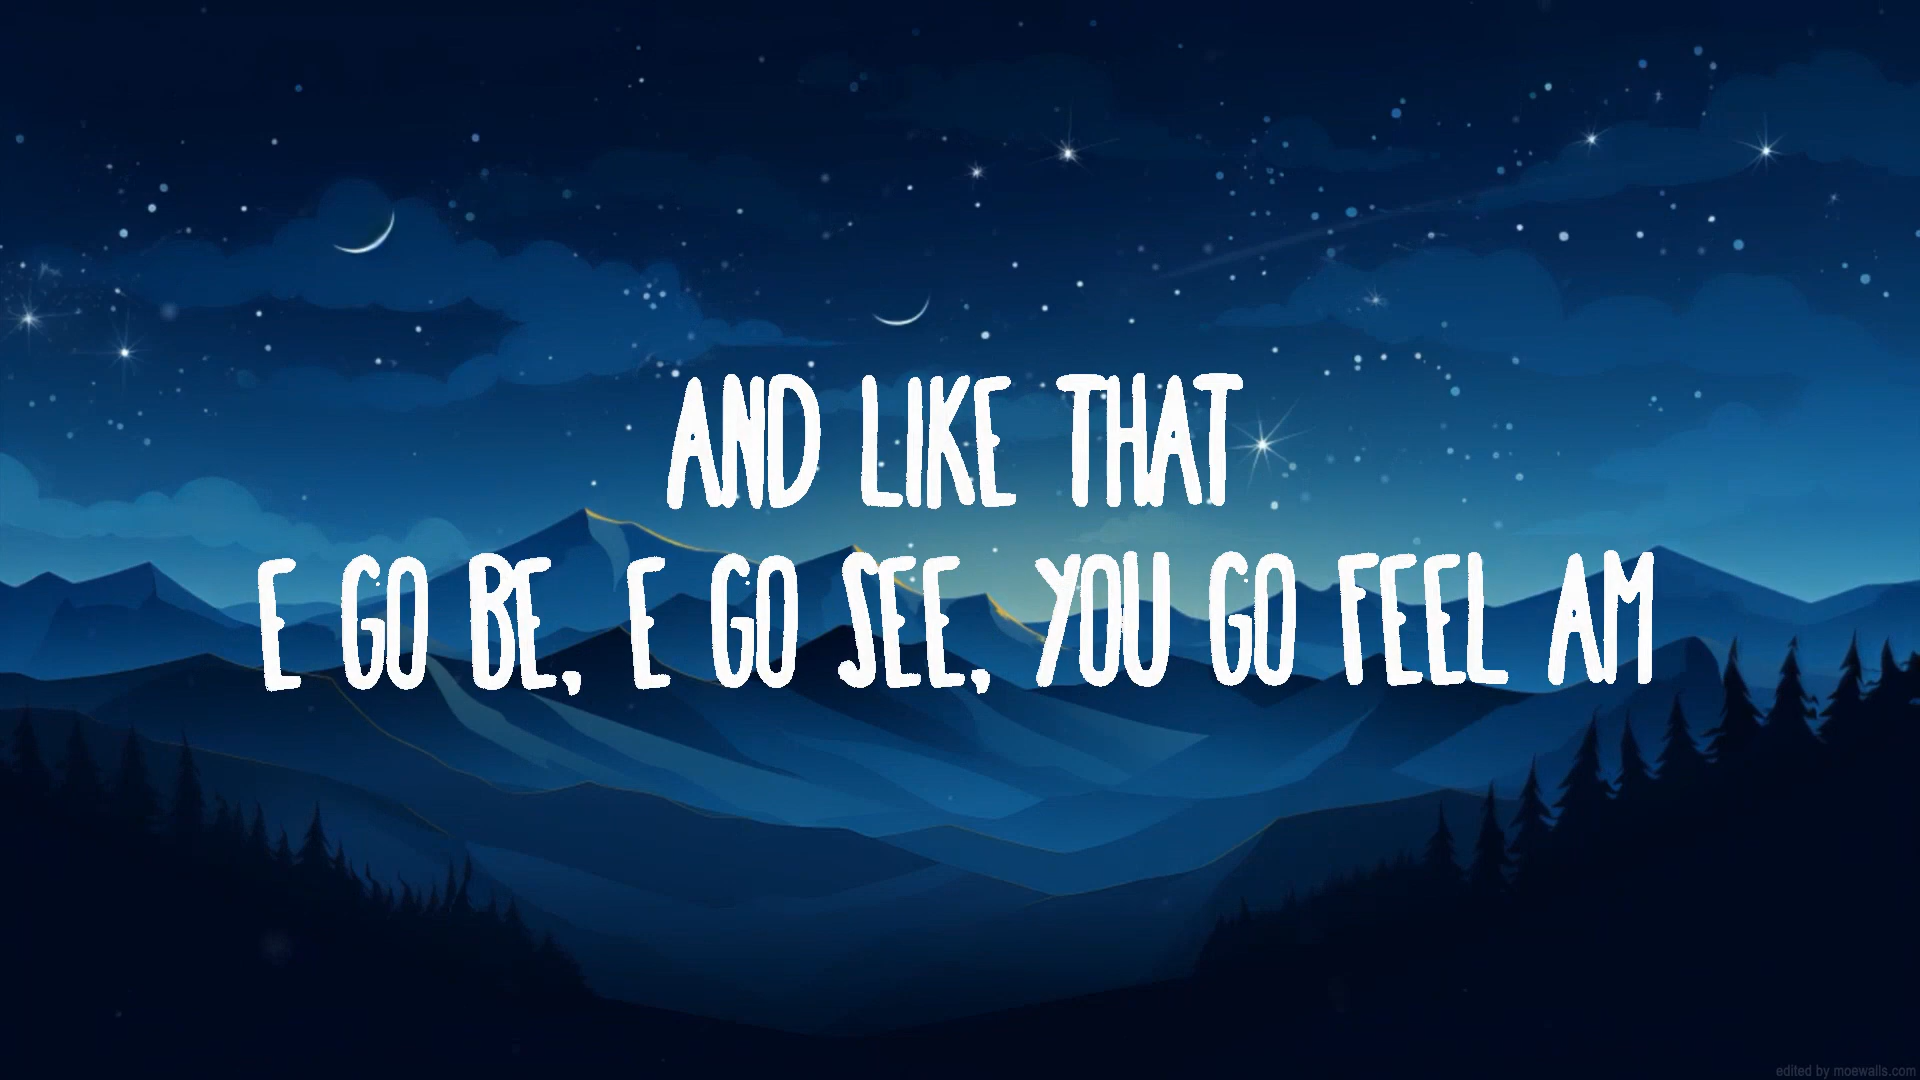 AND LIKE THAT
E GO BE, E GO SEE, YOU GO FEEL AM
edited by moewalls.com